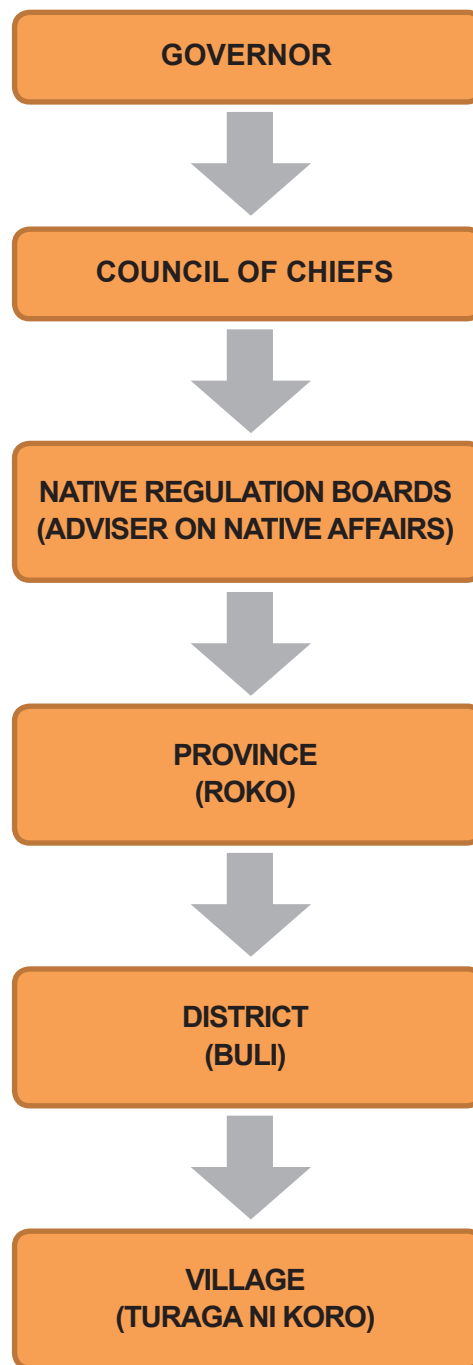 GOVERNOR
COUNCIL OF CHIEFS
NATIVE REGULATION BOARDS
(ADVISER ON NATIVE AFFAIRS)
PROVINCE
(ROKO)
DISTRICT
(BULI)
VILLAGE
(TURAGA NI KORO)